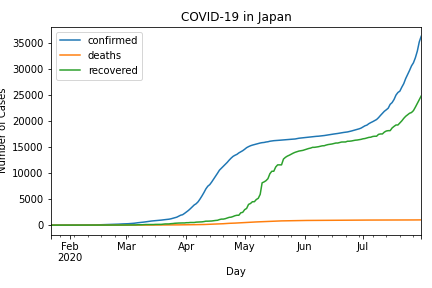 COVID-19 in Japan
confirmed
deaths
recovered
35000
30000
25000
20000
15000
10000
5000
0
Number of Cases
Feb
2020
Mar
Apr
May
Jun
Jul
Day